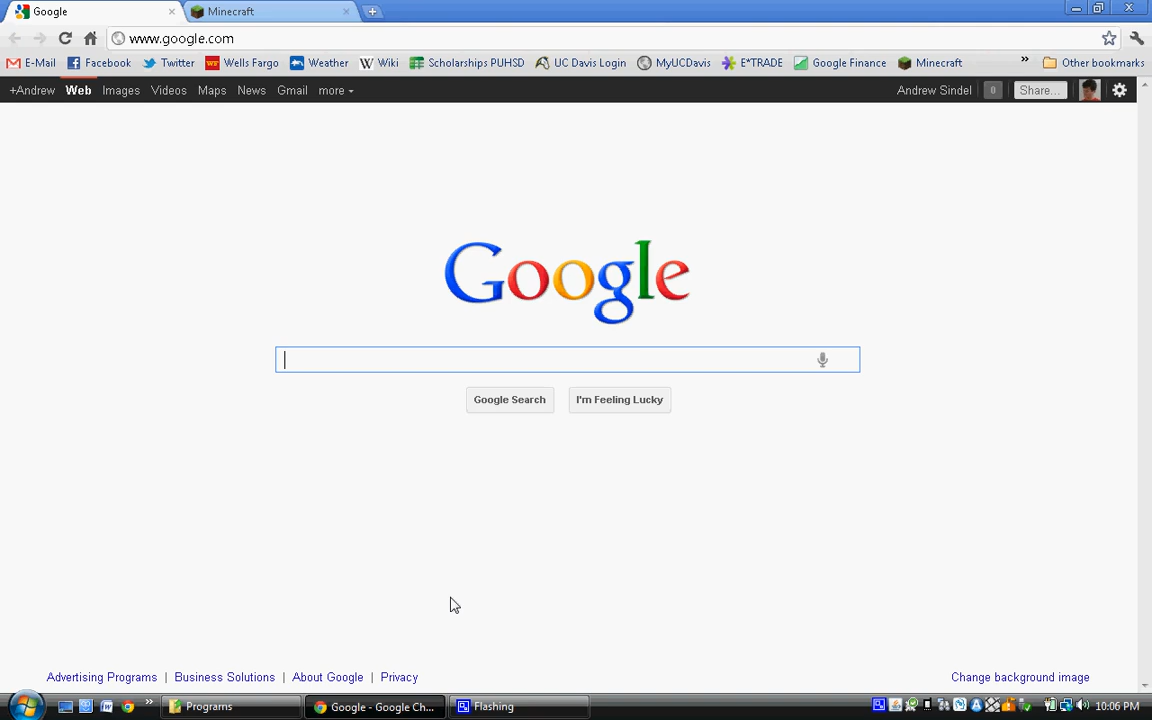 Google
Minecraft
www.google.com
E-Mail Facebook Twitter Wells Fargo Weather Wiki Scholarships PUHSD UC Davis Login MyUCDavis E*TRADE Google Finance Minecraft » Other bookmarks
+Andrew Web Images Videos Maps News Gmail more Andrew Sindel 0 Share...
Google
Google Search I'm Feeling Lucky
Advertising Programs | Business Solutions | About Google | Privacy Change background image
» Programs Google - Google Ch... Flashing 10:06 PM